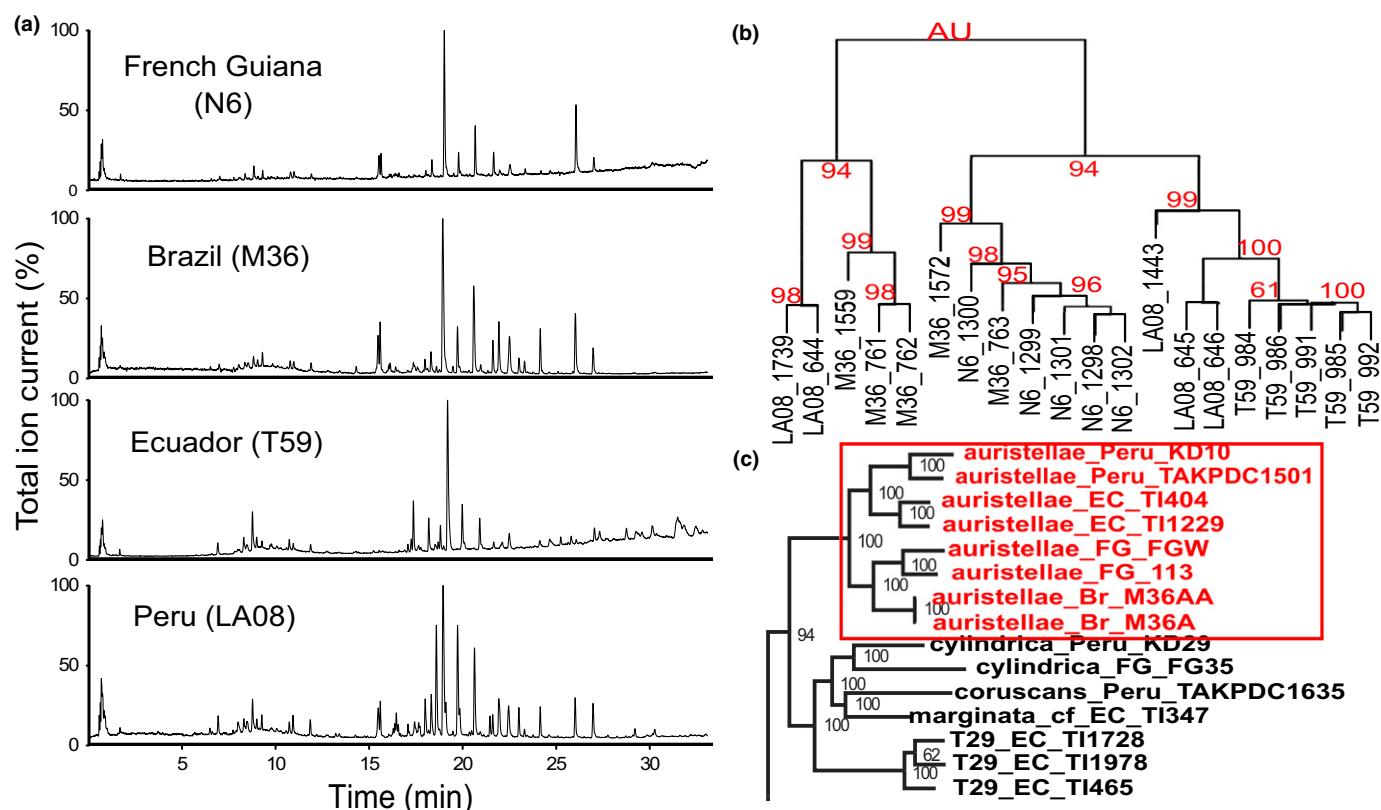 (a)
Total ion current (%)
100
50
0
French Guiana
(N6)
100
50
0
Brazil (M36)
100
50
0
Ecuador (T59)
100
50
0
Peru (LA08)
5
10
15
20
25
30
Time (min)
(b)
AU
94
94
99
99
99
98
100
98
98
95
96
61
100
LA08_1739
LA08_644
M36_1559
M36_761
M36_762
M36_1572
N6_1300
M36_763
N6_1299
N6_1301
N6_1298
N6_1302
LA08_1443
LA08_645
LA08_646
T59_984
T59_986
T59_991
T59_985
T59_992
(c)
auristellae_Peru_KD10
100
auristellae_Peru_TAKPDC1501
100
auristellae_EC_TI404
100
auristellae_EC_TI1229
100
auristellae_FG_FGW
100
auristellae_FG_113
100
auristellae_Br_M36AA
100
auristellae_Br_M36A
94
cylindrica_Peru_KD29
100
cylindrica_FG_FG35
100
coruscans_Peru_TAKPDC1635
marginata_cf_EC_TI347
100
T29_EC_TI1728
62
T29_EC_TI1978
100
T29_EC_TI465